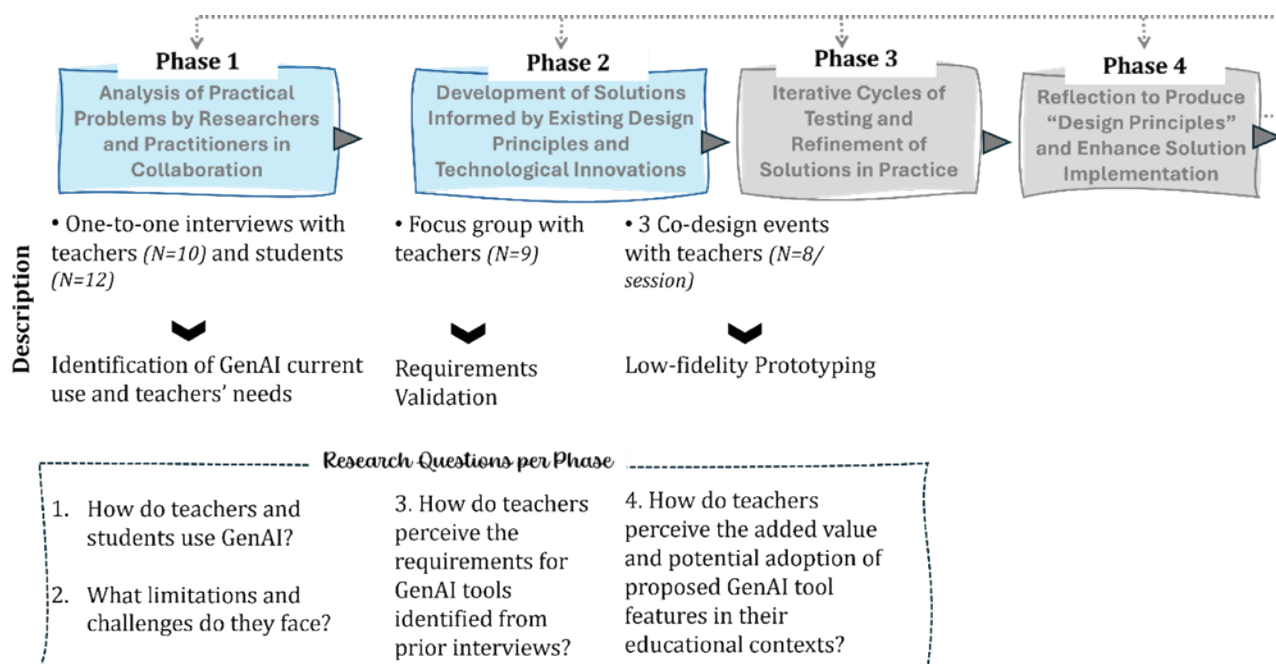 Phase 1
Analysis of Practical
Problems by Researchers
and Practitioners in
Collaboration
Phase 2
Development of Solutions
Informed by Existing Design
Principles and
Technological Innovations
Phase 3
Iterative Cycles of
Testing and
Refinement of
Solutions in Practice
Phase 4
Reflection to Produce
“Design Principles”
and Enhance Solution
Implementation
Description
• One-to-one interviews with
teachers (N=10) and students
(N=12)
• Focus group with
teachers (N=9)
• 3 Co-design events
with teachers (N=8/
session)
Identification of GenAI current
use and teachers’ needs
Requirements
Validation
Low-fidelity Prototyping
Research Questions per Phase
1. How do teachers and
students use GenAI?
2. What limitations and
challenges do they face?
3. How do teachers
perceive the
requirements for
GenAI tools
identified from
prior interviews?
4. How do teachers
perceive the added value
and potential adoption of
proposed GenAI tool
features in their
educational contexts?